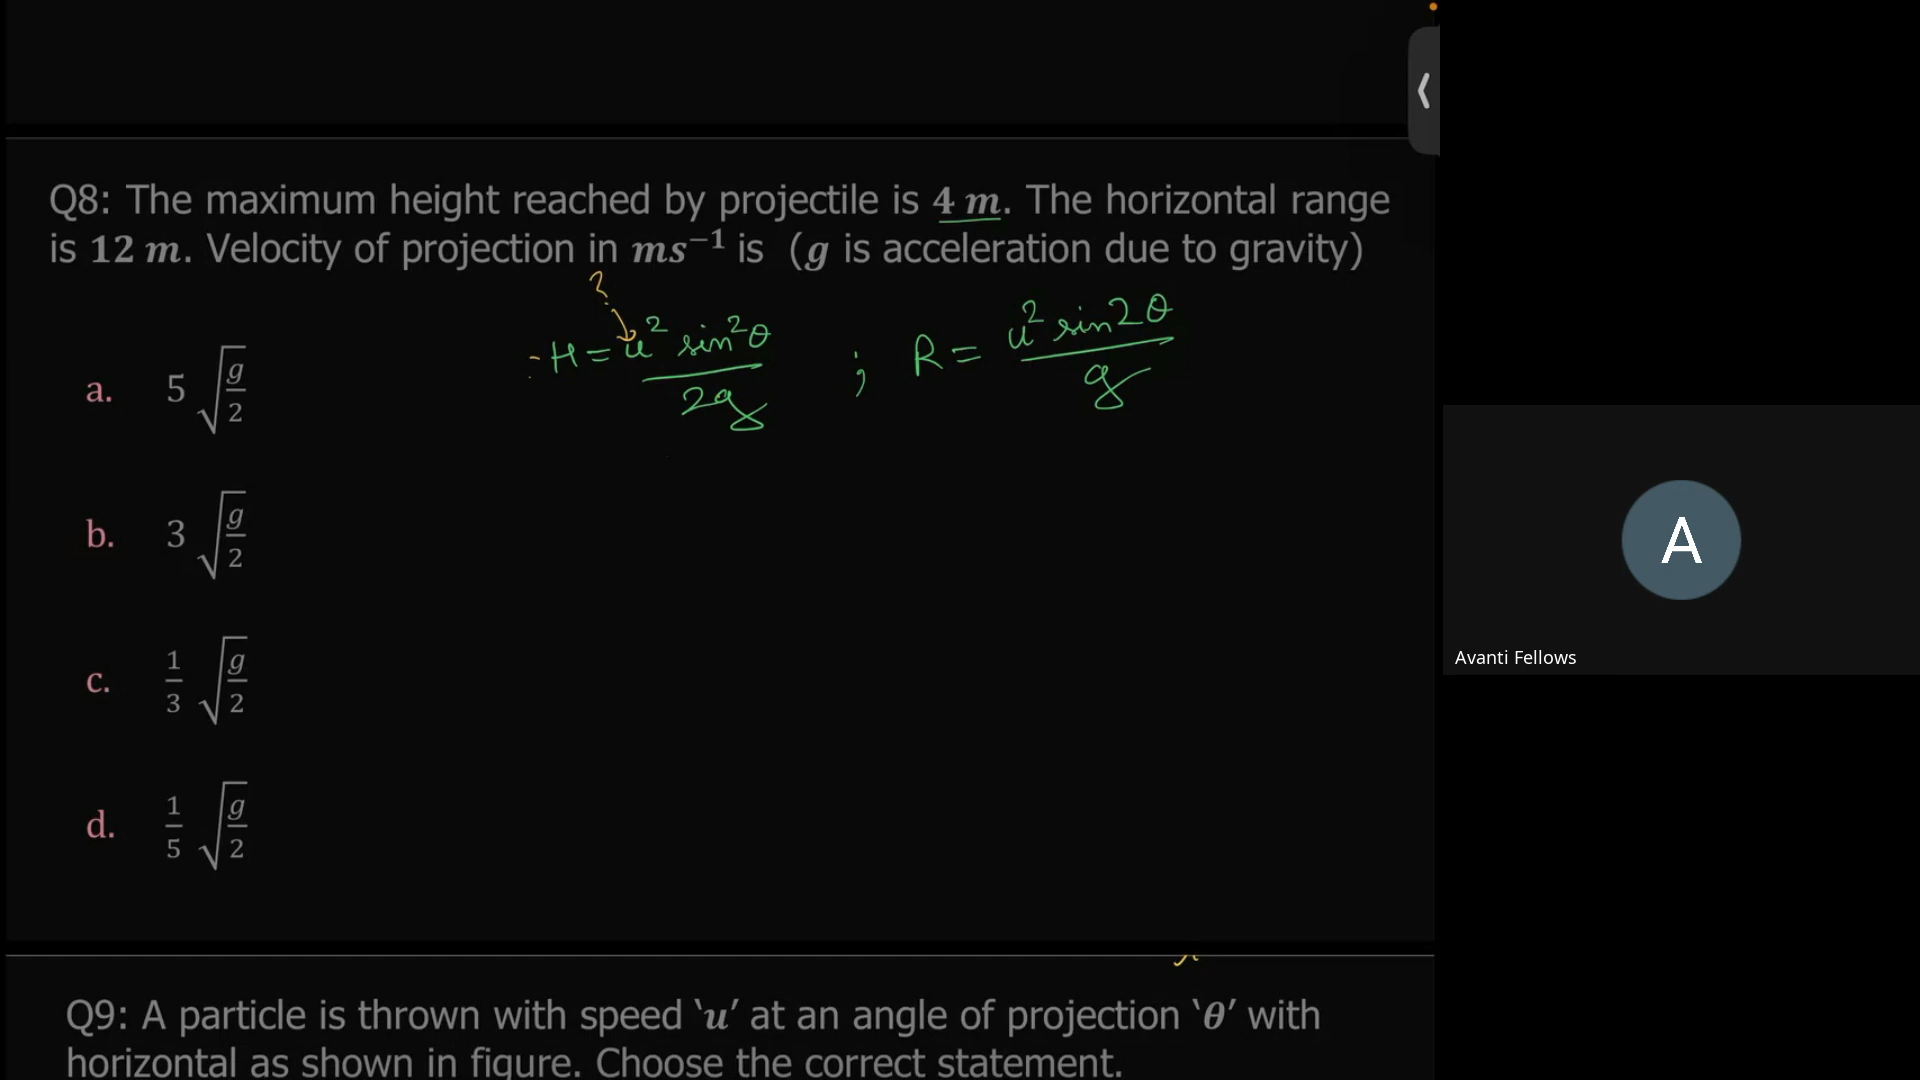 Q8: The maximum height reached by projectile is 4 m. The horizontal range
is 12 m. Velocity of projection in ms⁻¹ is (g is acceleration due to gravity)
?
H = u² sin²θ / 2g ; R = u² sin2θ / g
a. 5 √(g/2)
b. 3 √(g/2)
c. 1/3 √(g/2)
d. 1/5 √(g/2)
A
Avanti Fellows
Q9: A particle is thrown with speed ‘u’ at an angle of projection ‘θ’ with
horizontal as shown in figure. Choose the correct statement.